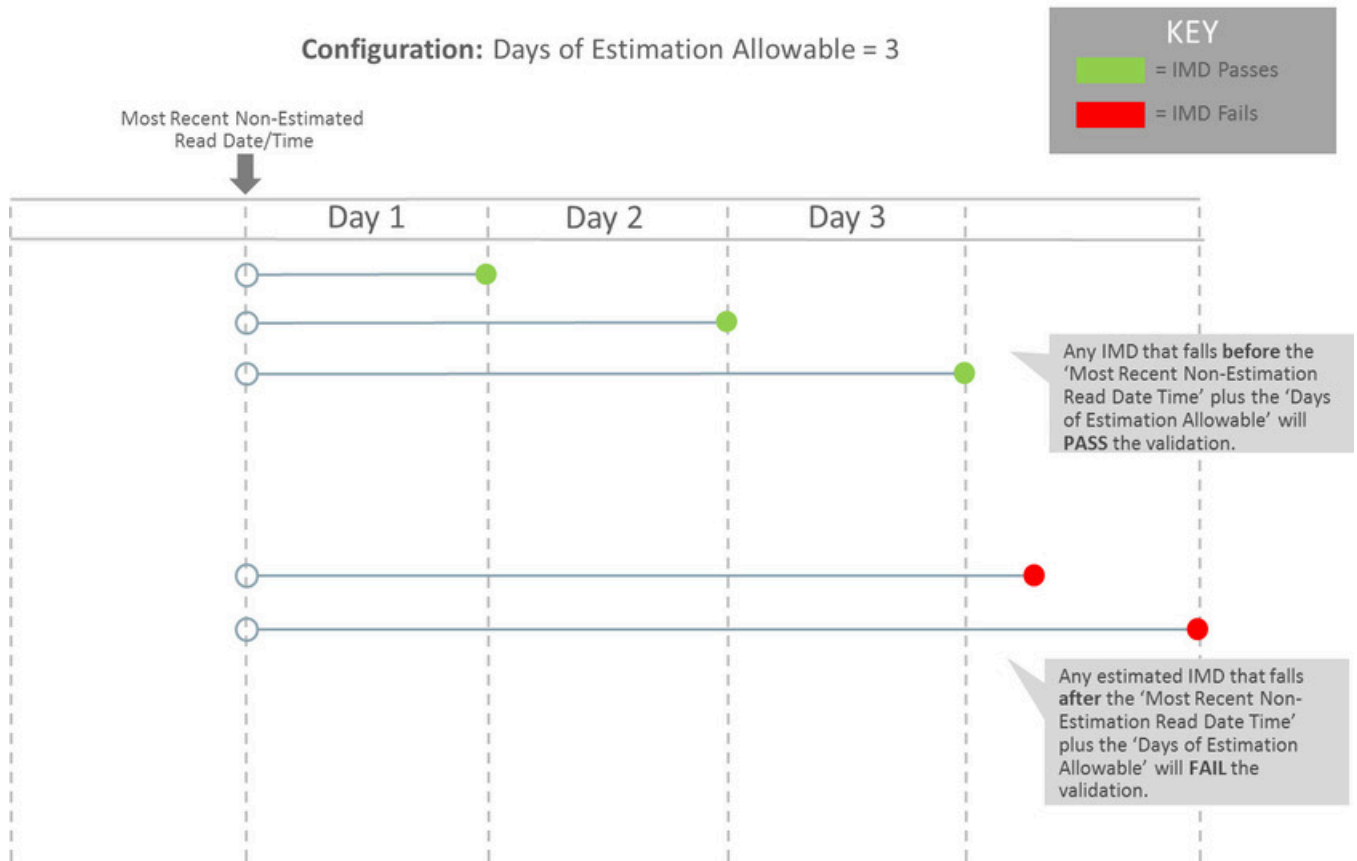 Configuration: Days of Estimation Allowable = 3
KEY
= IMD Passes
= IMD Fails
Most Recent Non-Estimated
Read Date/Time
Day 1
Day 2
Day 3
Any IMD that falls before the
‘Most Recent Non-Estimation
Read Date Time’ plus the ‘Days
of Estimation Allowable’ will
PASS the validation.
Any estimated IMD that falls
after the ‘Most Recent Non-
Estimation Read Date Time’
plus the ‘Days of Estimation
Allowable’ will FAIL the
validation.